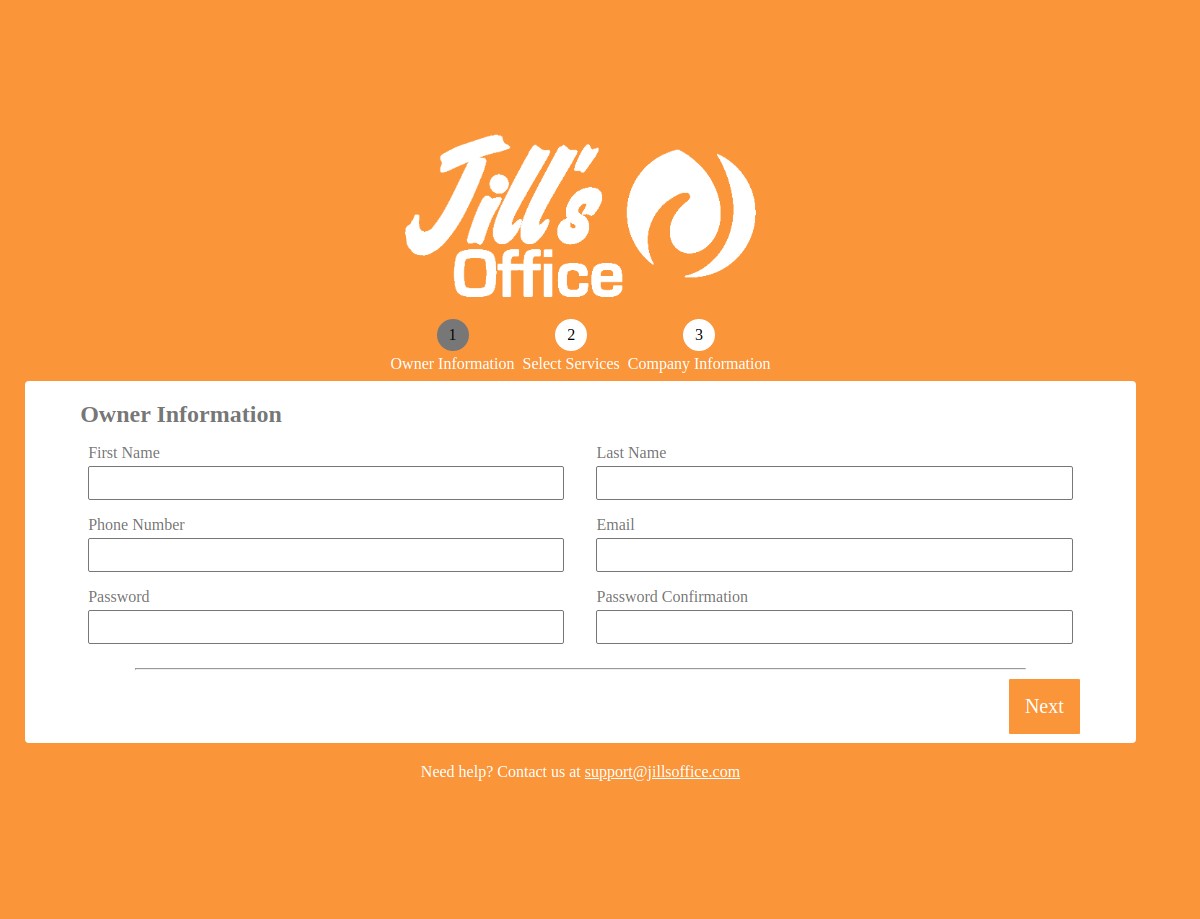 Jill's
Office
1 2 3
Owner Information Select Services Company Information
Owner Information
First Name Last Name
Phone Number Email
Password Password Confirmation
Next
Need help? Contact us at support@jillsoffice.com